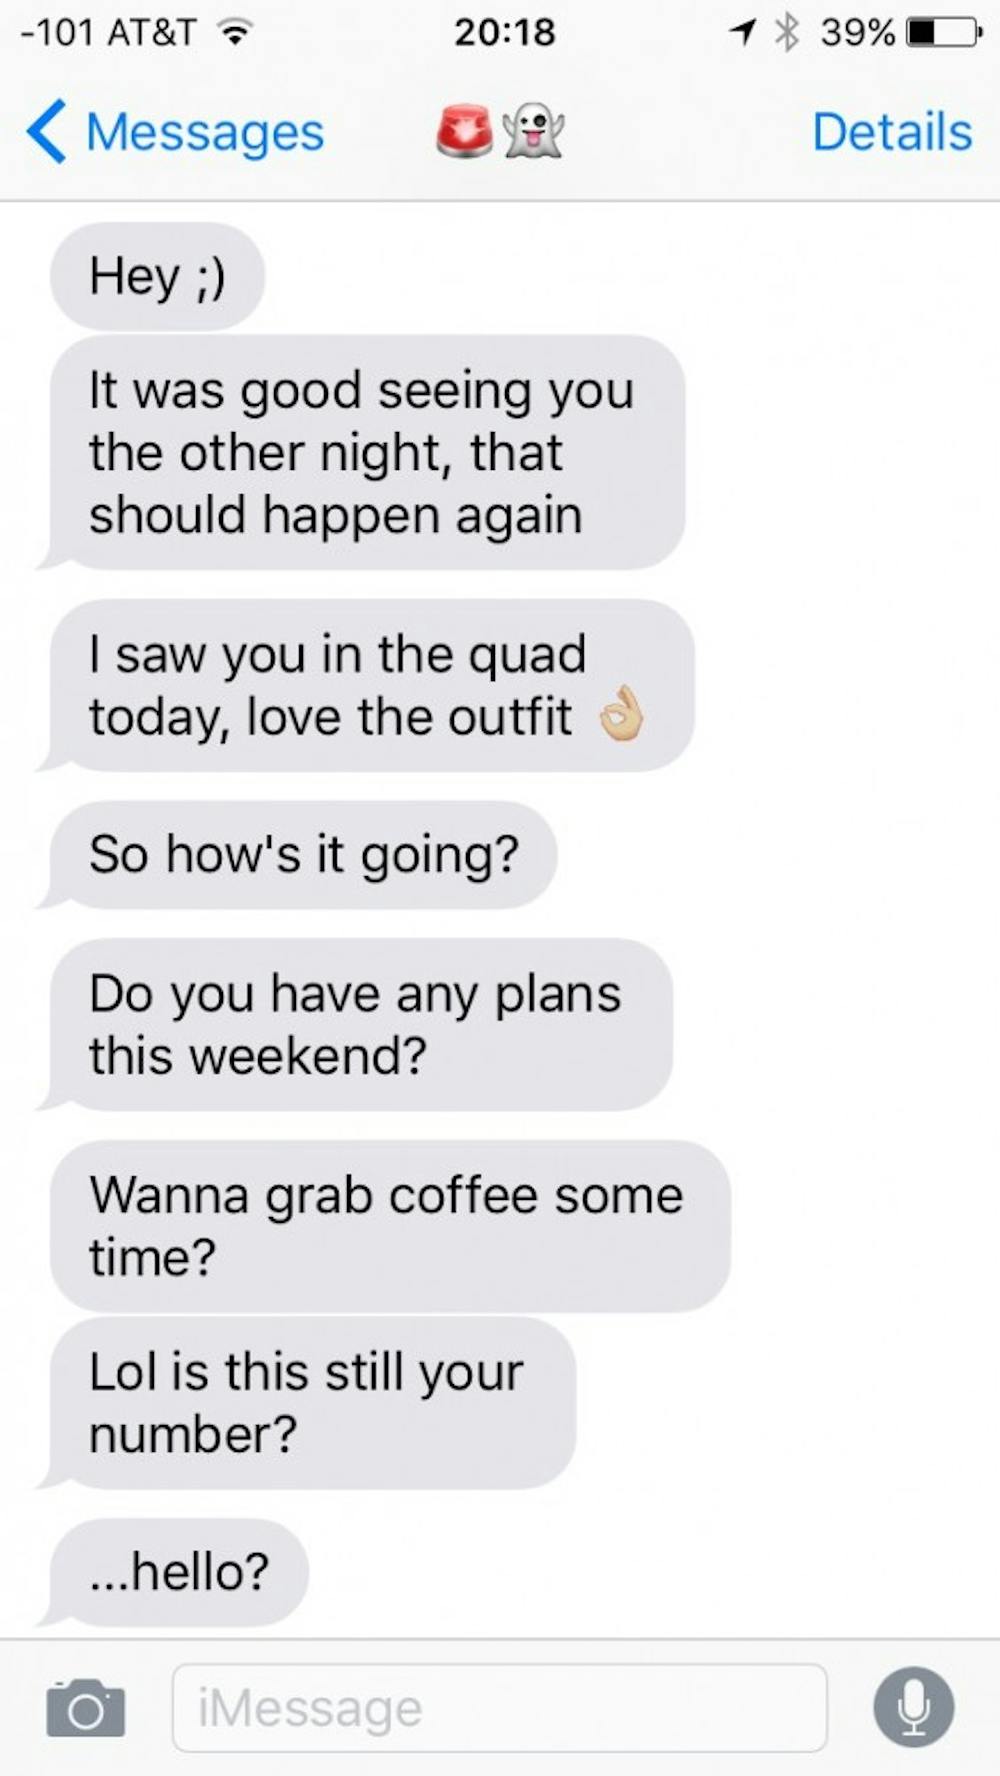 -101 AT&T 20:18 39%
Messages 🚨👻 Details
Hey ;)
It was good seeing you
the other night, that
should happen again
I saw you in the quad
today, love the outfit 👌🏼
So how's it going?
Do you have any plans
this weekend?
Wanna grab coffee some
time?
Lol is this still your
number?
...hello?
iMessage